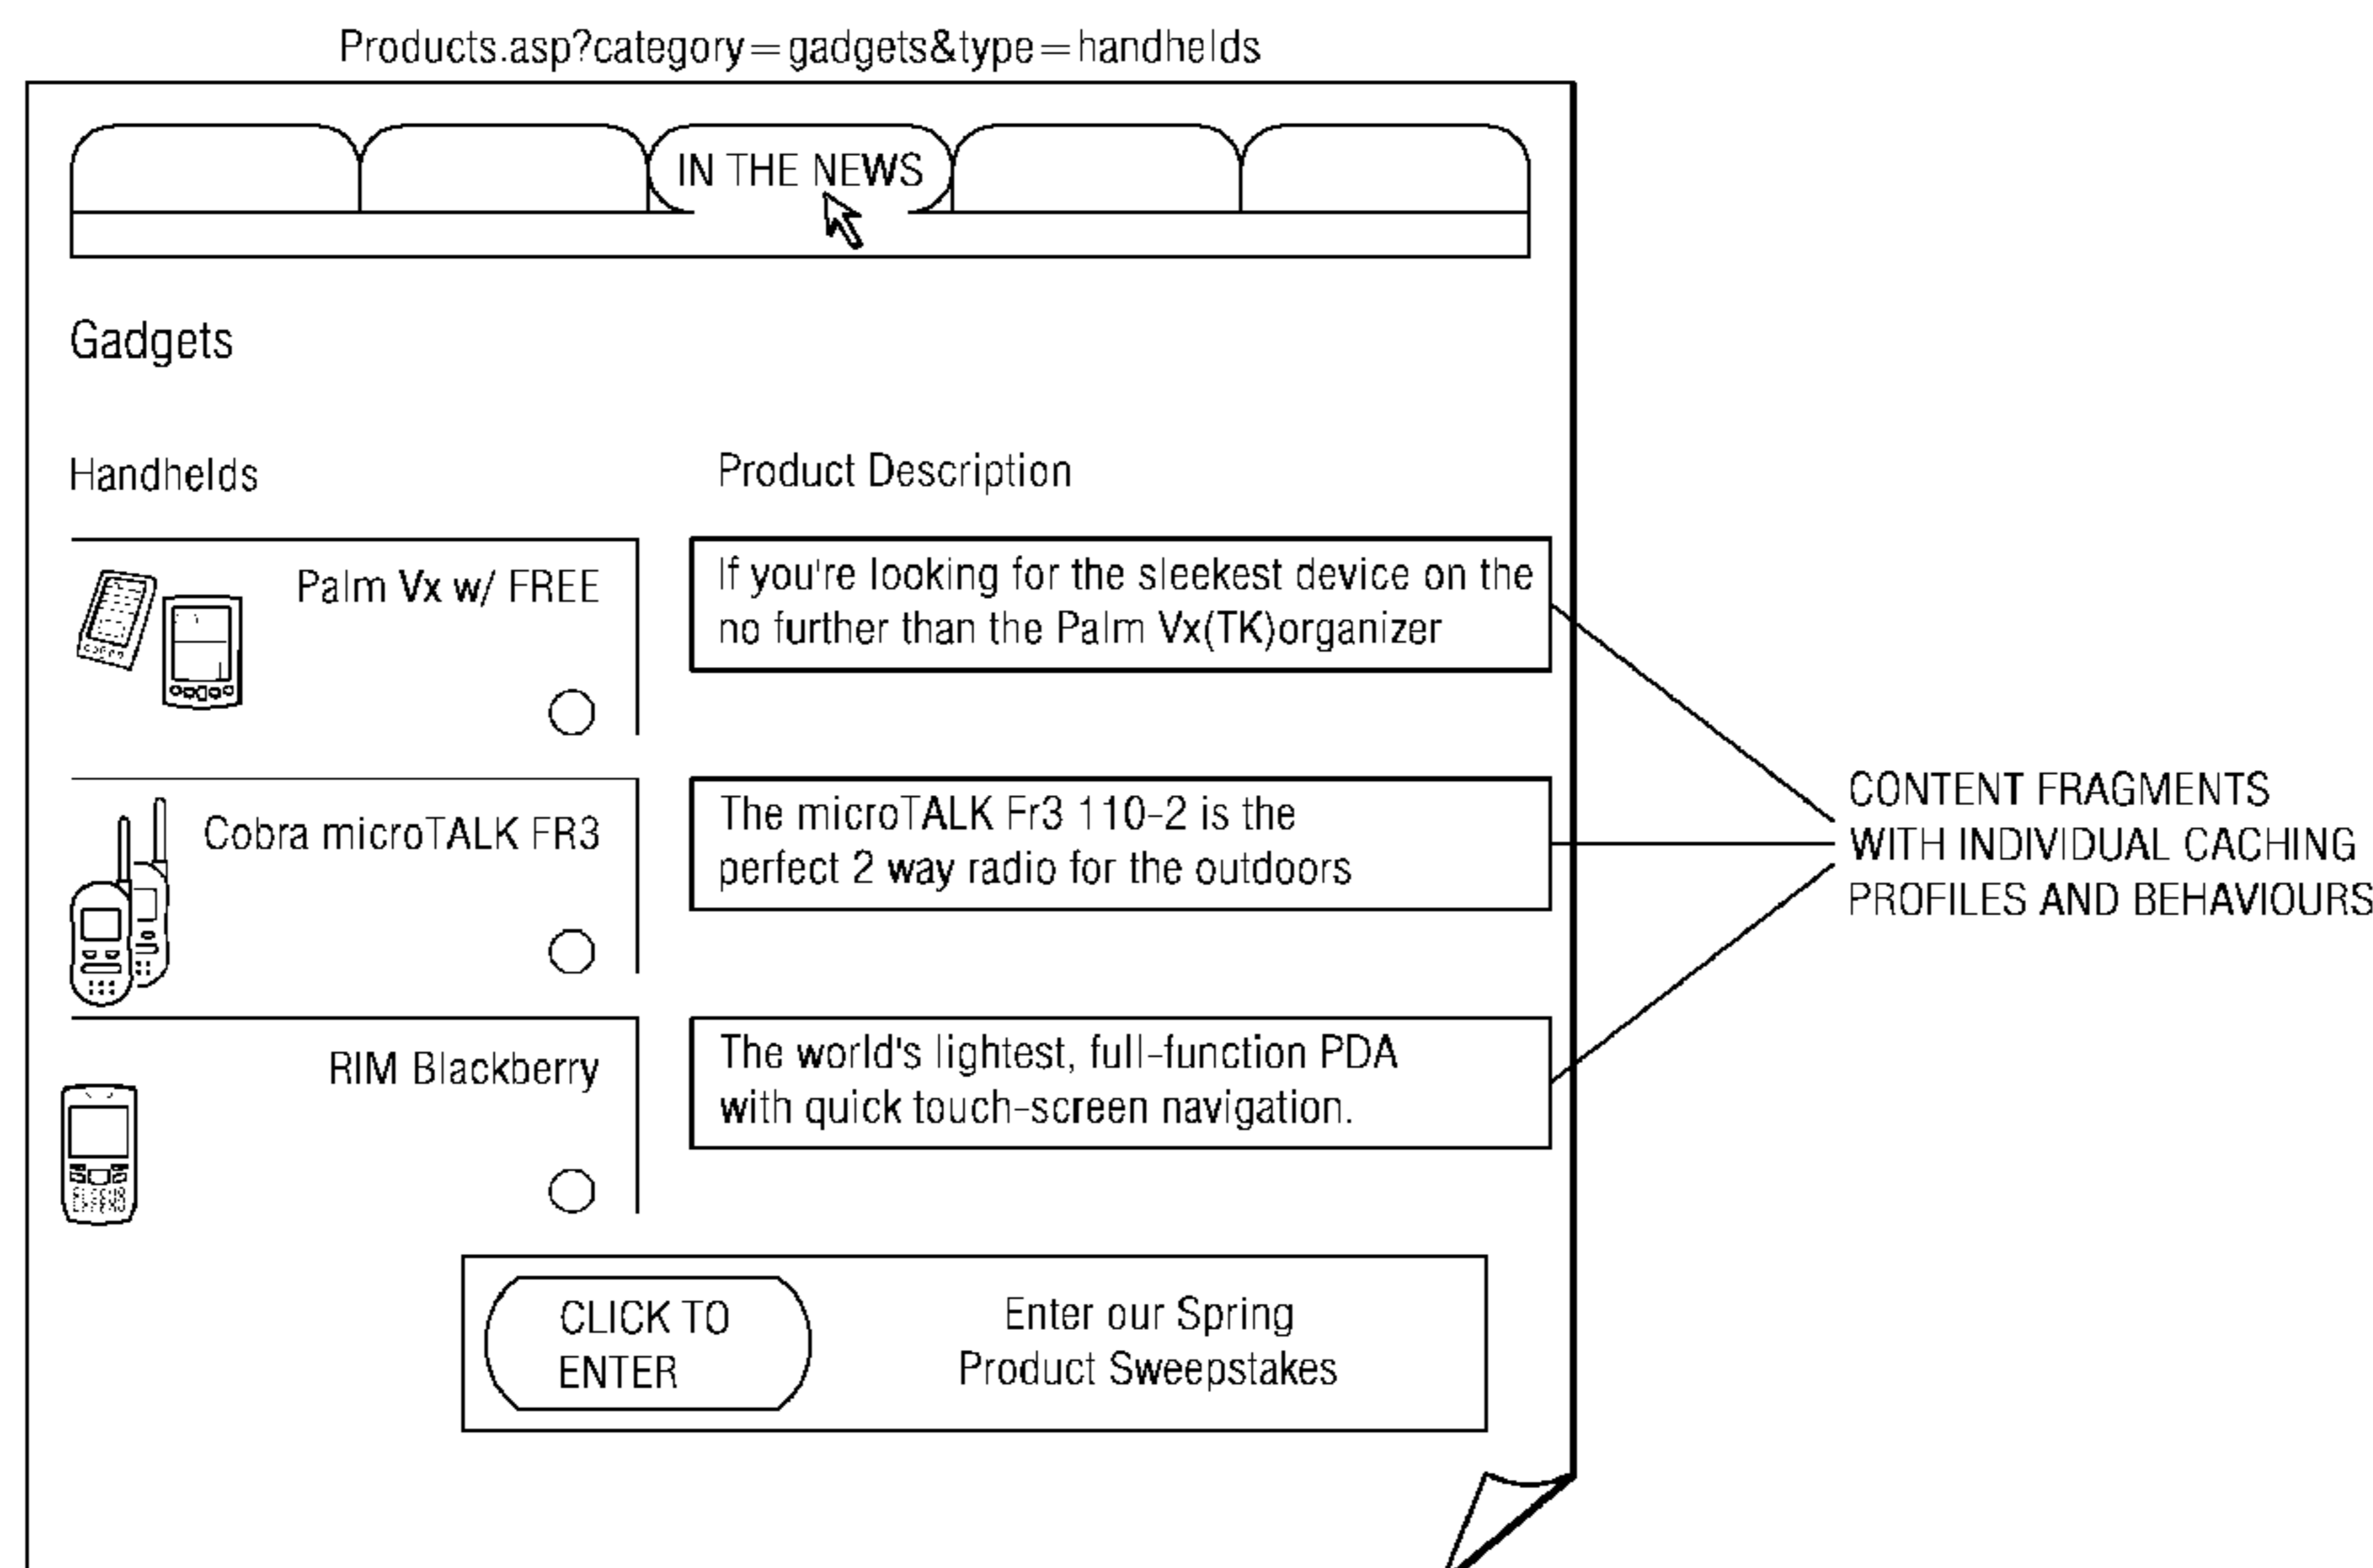 Products.asp?category=gadgets&type=handhelds
IN THE NEWS
Gadgets
Handhelds
Product Description
Palm Vx w/ FREE
If you're looking for the sleekest device on the
no further than the Palm Vx(TK)organizer
Cobra microTALK FR3
The microTALK Fr3 110-2 is the
perfect 2 way radio for the outdoors
RIM Blackberry
The world's lightest, full-function PDA
with quick touch-screen navigation.
CONTENT FRAGMENTS
WITH INDIVIDUAL CACHING
PROFILES AND BEHAVIOURS
CLICK TO
ENTER
Enter our Spring
Product Sweepstakes